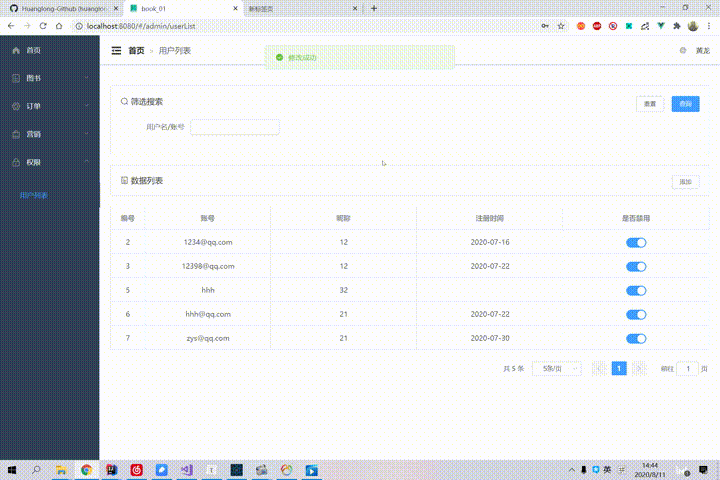 Huanglong-Github (huanglon
book_01
新标签页
localhost:8080/#/admin/userList
首页
图书
订单
营销
权限
用户列表
首页 > 用户列表
黄龙
修改成功
筛选搜索
重置
查询
用户名/账号
数据列表
添加
编号 账号 昵称 注册时间 是否禁用
2 1234@qq.com 12 2020-07-16
3 12398@qq.com 12 2020-07-22
5 hhh 32
6 hhh@qq.com 21 2020-07-22
7 zys@qq.com 21 2020-07-30
共 5 条 5条/页 1 前往 1 页
英
14:44
2020/8/11